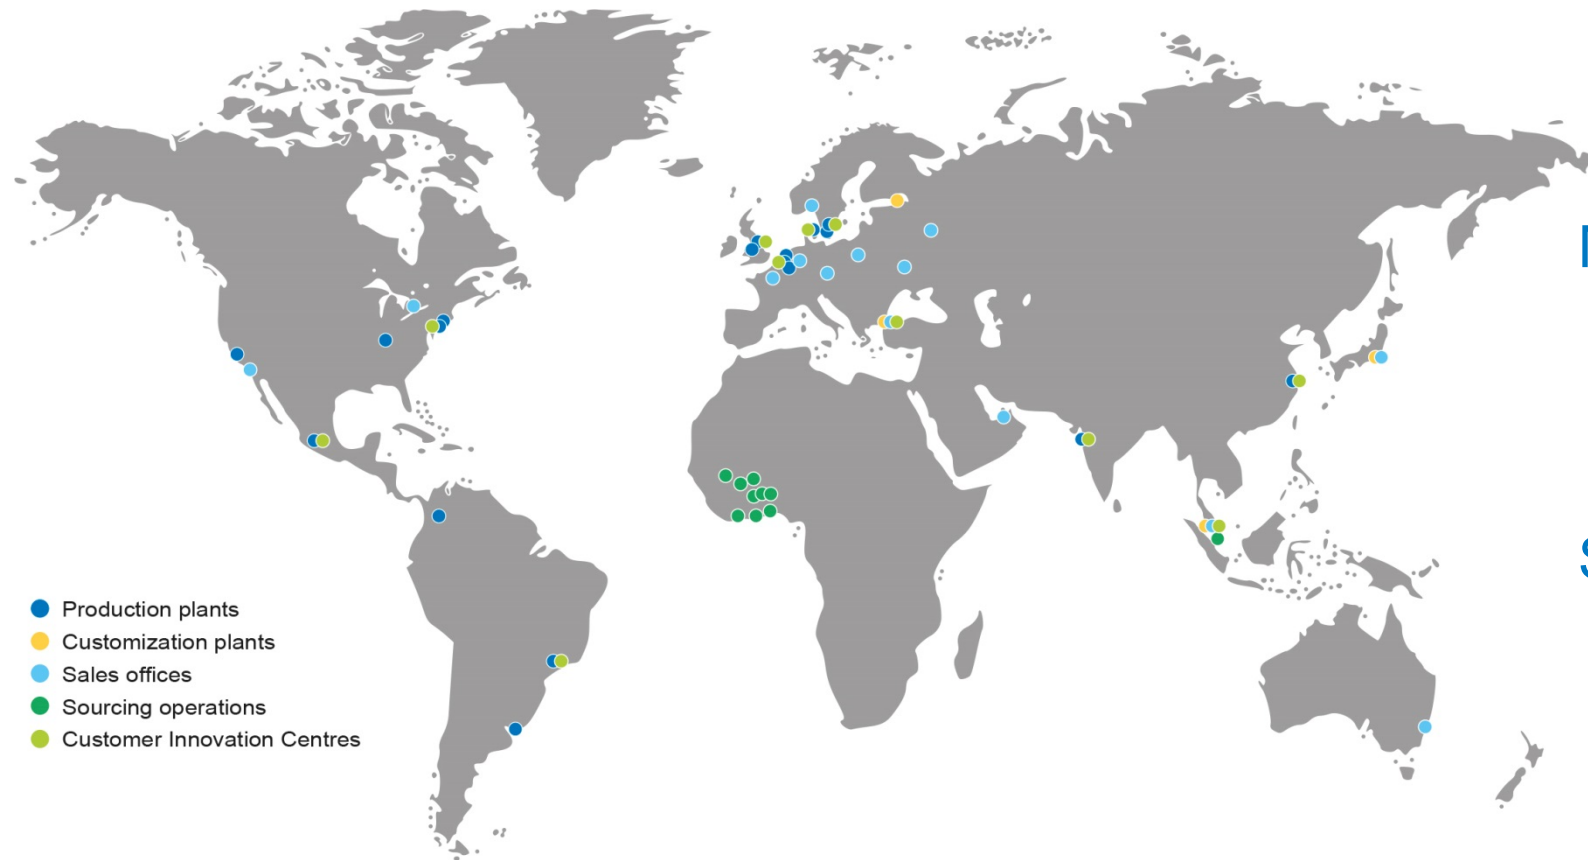 Production plants
Customization plants
Sales offices
Sourcing operations
Customer Innovation Centres